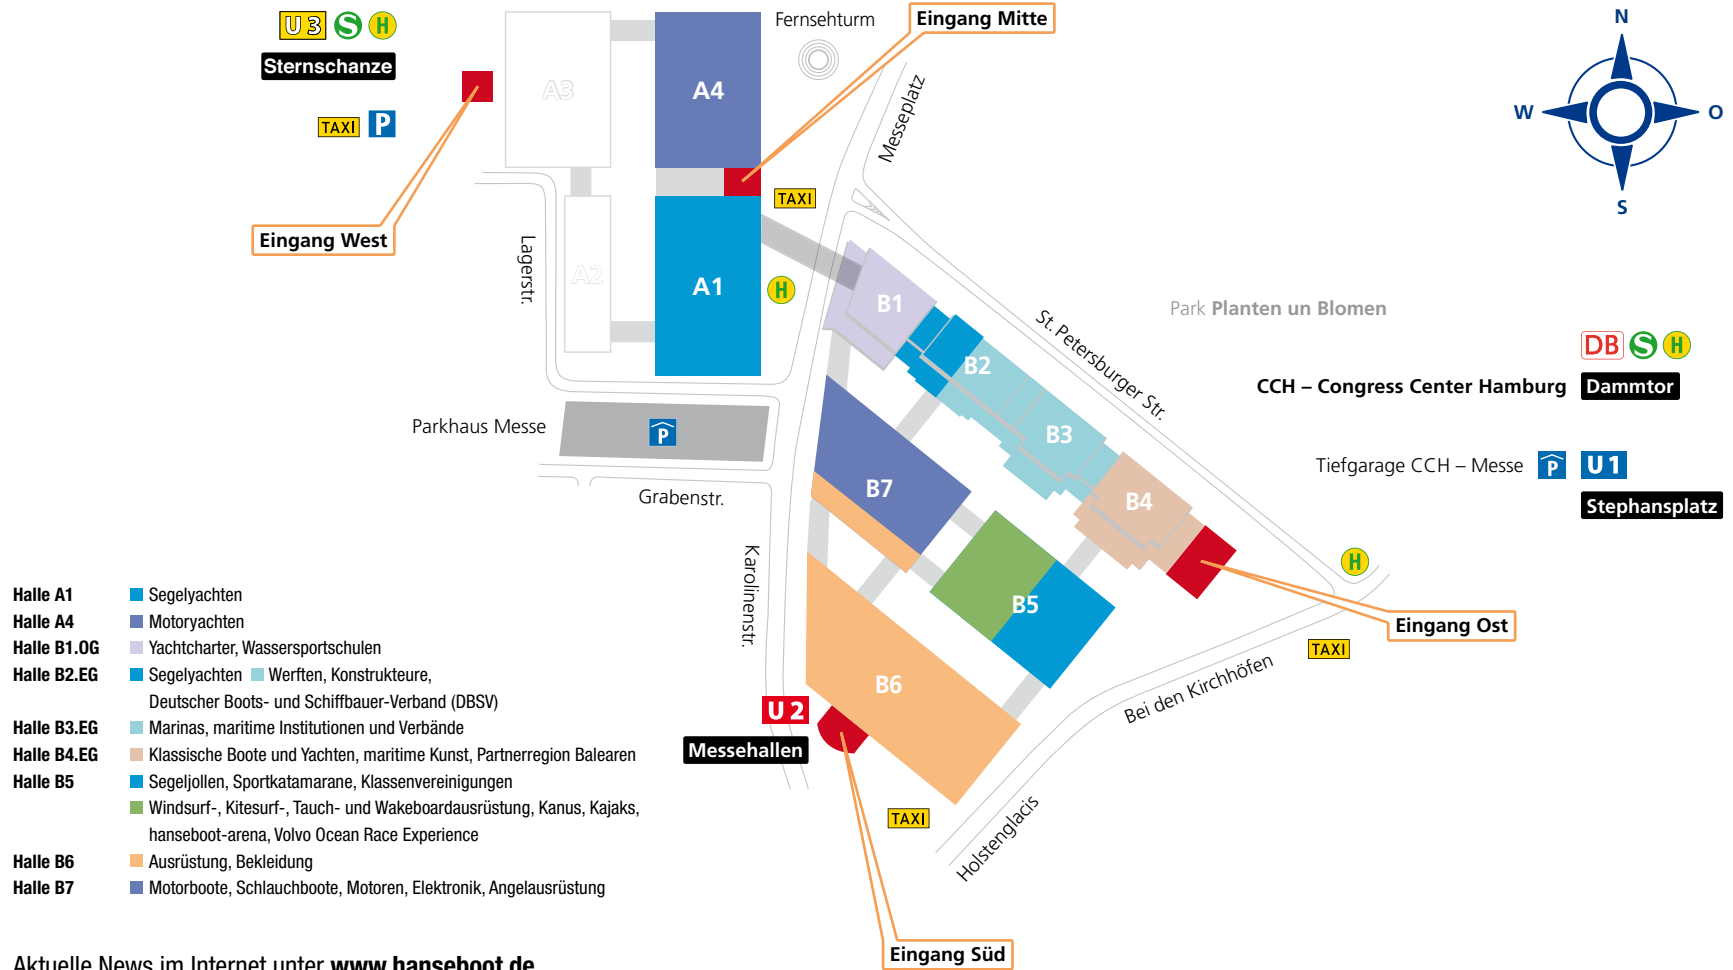 U3 S H
Sternschanze
TAXI P
Eingang West
A3
A4
A2
A1
Fernsehturm
Eingang Mitte
Messeplatz
TAXI
H
Lagerstr.
Parkhaus Messe
P
Grabenstr.
Karolinenstr.
N
W
O
S
B1
B2
B3
B4
B7
B5
B6
St. Petersburger Str.
Park Planten un Blomen
DB S H
CCH – Congress Center Hamburg Dammtor
Tiefgarage CCH – Messe P U1
Stephansplatz
H
Eingang Ost
TAXI
Bei den Kirchhöfen
Holstenglacis
U2
Messehallen
TAXI
Eingang Süd
Halle A1 Segelyachten
Halle A4 Motoryachten
Halle B1.OG Yachtcharter, Wassersportschulen
Halle B2.EG Segelyachten Werften, Konstrukteure,
Deutscher Boots- und Schiffbauer-Verband (DBSV)
Halle B3.EG Marinas, maritime Institutionen und Verbände
Halle B4.EG Klassische Boote und Yachten, maritime Kunst, Partnerregion Balearen
Halle B5 Segeljollen, Sportkatamarane, Klassenvereinigungen
Windsurf-, Kitesurf-, Tauch- und Wakeboardausrüstung, Kanus, Kajaks,
hanseboot-arena, Volvo Ocean Race Experience
Halle B6 Ausrüstung, Bekleidung
Halle B7 Motorboote, Schlauchboote, Motoren, Elektronik, Angelausrüstung
Aktuelle News im Internet unter www.hanseboot.de